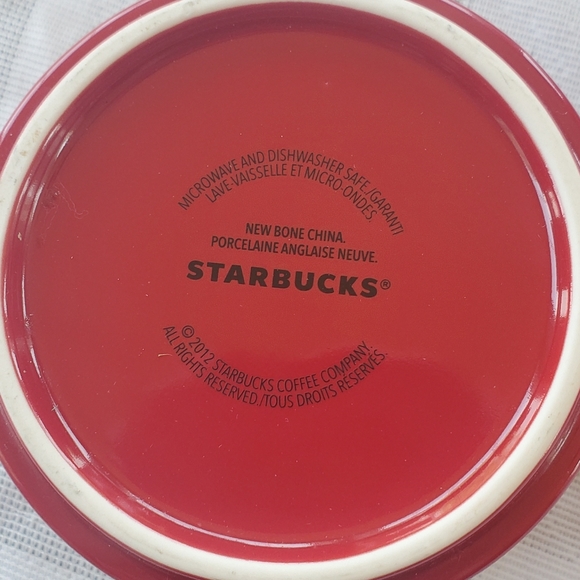 MICROWAVE AND DISHWASHER SAFE/GARANTI
LAVE-VAISSELLE ET MICRO-ONDES.
NEW BONE CHINA.
PORCELAINE ANGLAISE NEUVE.
STARBUCKS®
© 2012 STARBUCKS COFFEE COMPANY.
ALL RIGHTS RESERVED./TOUS DROITS RÉSERVÉS.